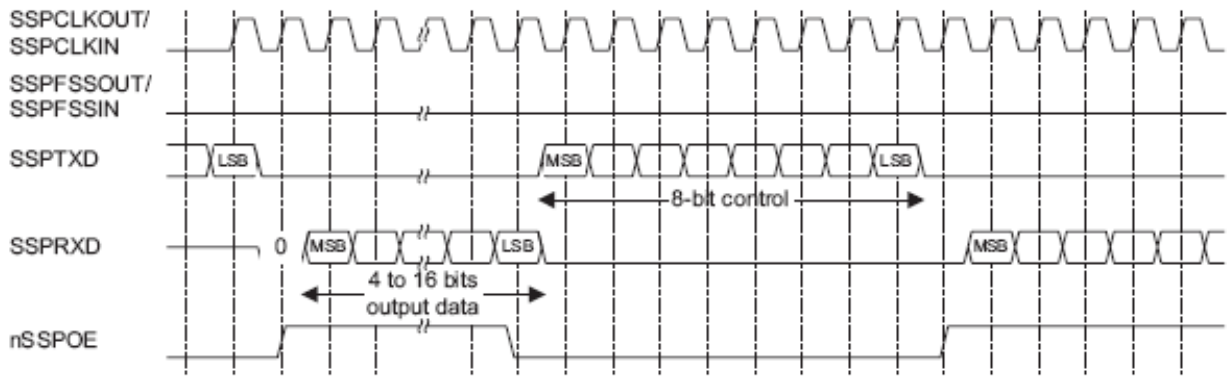 SSPCLKOUT/
SSPCLKIN
SSPFSSOUT/
SSPFSSIN
SSPTXD
LSB
MSB
LSB
8-bit control
SSPRXD
0
MSB
LSB
MSB
4 to 16 bits
output data
nSSPOE